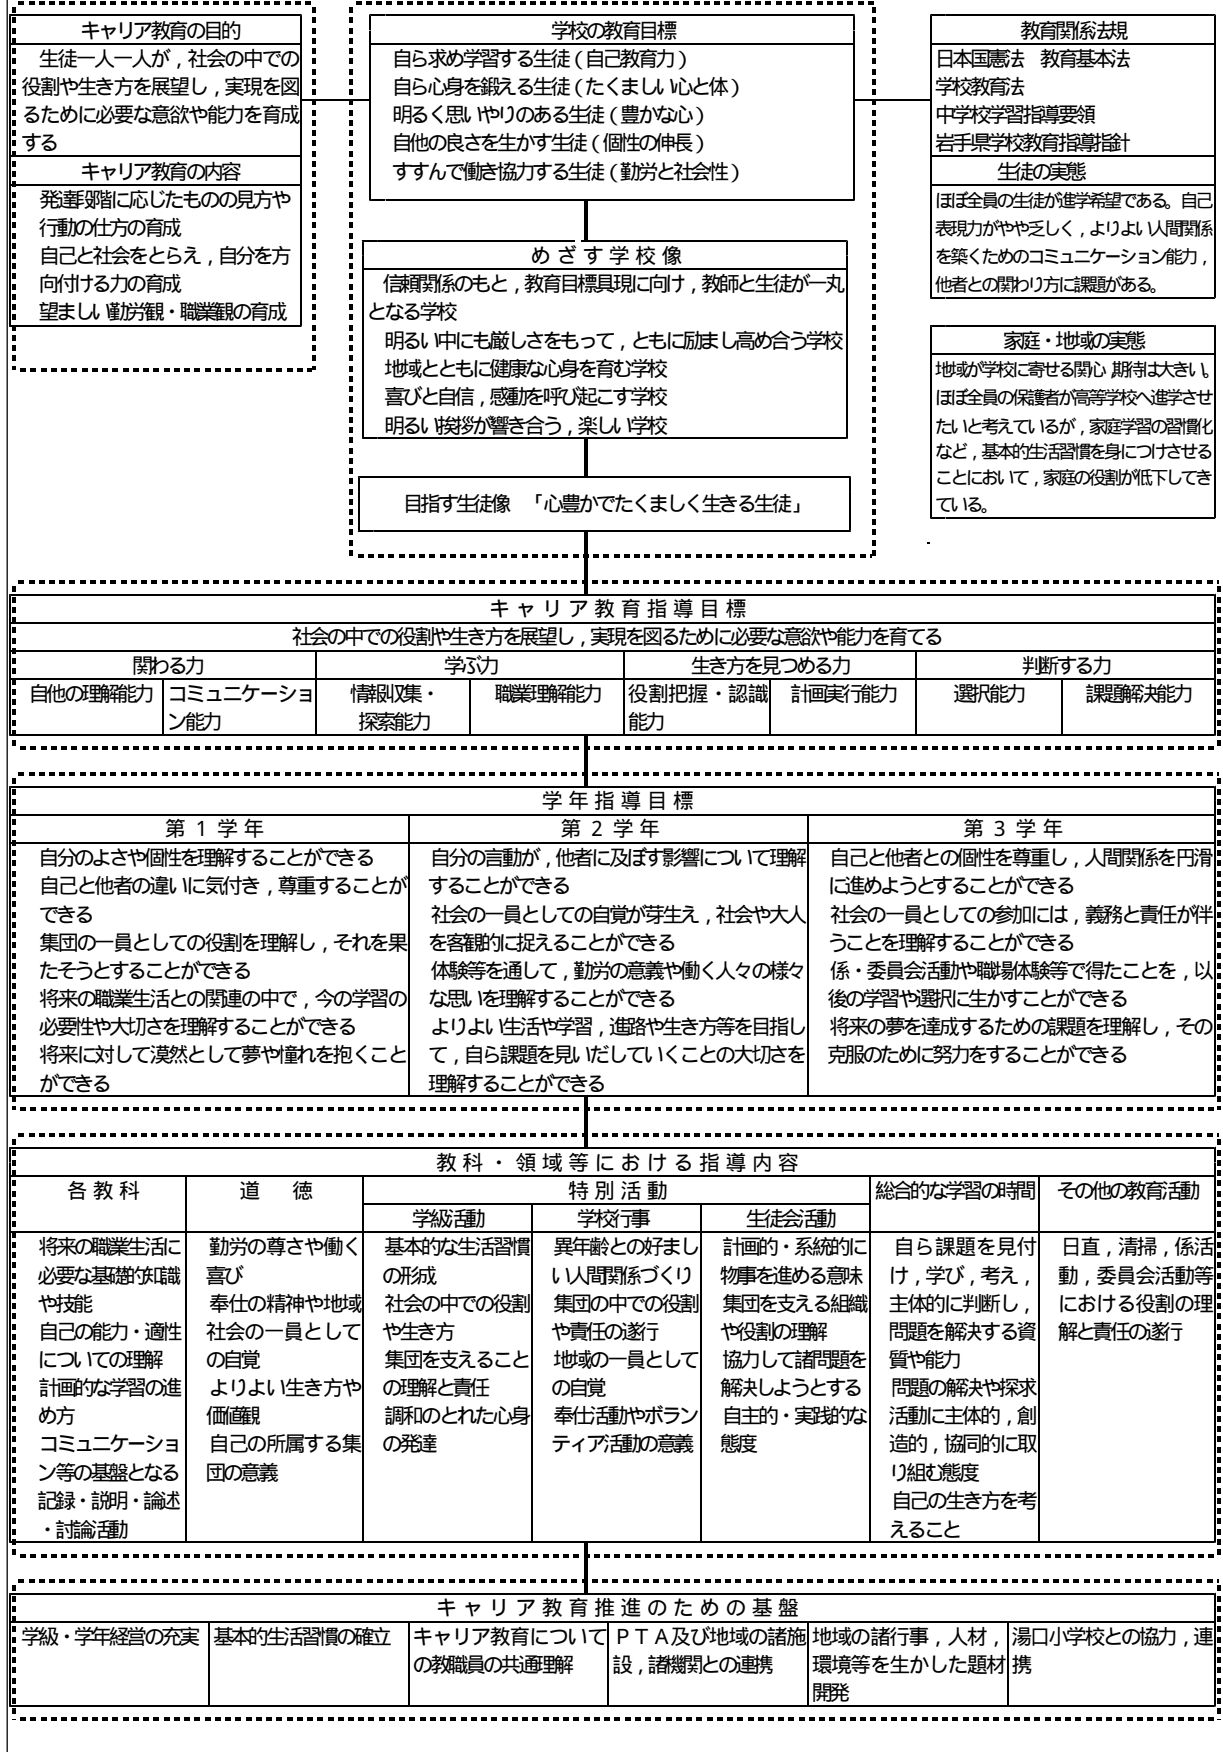 キャリア教育の目的
生徒一人一人が，社会の中での
役割や生き方を展望し，実現を図
るために必要な意欲や能力を育成
する
キャリア教育の内容
発達段階に応じたものの見方や
行動の仕方の育成
自己と社会をとらえ，自分を方
向付ける力の育成
望ましい勤労観・職業観の育成
学校の教育目標
自ら求め学習する生徒（自己教育力）
自ら心身を鍛える生徒（たくましい心と体）
明るく思いやりのある生徒（豊かな心）
自他の良さを生かす生徒（個性の伸長）
すすんで働き協力する生徒（勤労と社会性）
めざす学校像
信頼関係のもと，教育目標具現に向け，教師と生徒が一丸
となる学校
明るい中にも厳しさをもって，ともに励まし高め合う学校
地域とともに健康な心身を育む学校
喜びと自信，感動を呼び起こす学校
明るい挨拶が響き合う，楽しい学校
目指す生徒像　「心豊かでたくましく生きる生徒」
教育関係法規
日本国憲法　教育基本法
学校教育法
中学校学習指導要領
岩手県学校教育指導指針
生徒の実態
ほぼ全員の生徒が進学希望である。自己
表現力がやや乏しく，よりよい人間関係
を築くためのコミュニケーション能力，
他者との関わり方に課題がある。
家庭・地域の実態
地域が学校に寄せる関心，期待は大きい。
ほぼ全員の保護者が高等学校へ進学させ
たいと考えているが，家庭学習の習慣化
など，基本的生活習慣を身につけさせる
ことにおいて，家庭の役割が低下してき
ている。
キャリア教育指導目標
社会の中での役割や生き方を展望し，実現を図るために必要な意欲や能力を育てる
関わる力
学ぶ力
生き方を見つめる力
判断する力
自他の理解能力
コミュニケーショ
ン能力
情報収集・
探索能力
職業理解能力
役割把握・認識
能力
計画実行能力
選択能力
課題解決能力
学年指導目標
第１学年
自分のよさや個性を理解することができる
自己と他者の違いに気付き，尊重することが
できる
集団の一員としての役割を理解し，それを果
たそうとすることができる
将来の職業生活との関連の中で，今の学習の
必要性や大切さを理解することができる
将来に対して漠然として夢や憧れを抱くこと
ができる
第２学年
自分の言動が，他者に及ぼす影響について理解
することができる
社会の一員としての自覚が芽生え，社会や大人
を客観的に捉えることができる
体験等を通して，勤労の意義や働く人々の様々
な思いを理解することができる
よりよい生活や学習，進路や生き方等を目指し
て，自ら課題を見いだしていくことの大切さを
理解することができる
第３学年
自己と他者との個性を尊重し，人間関係を円滑
に進めようとすることができる
社会の一員としての参加には，義務と責任が伴
うことを理解することができる
係・委員会活動や職場体験等で得たことを，以
後の学習や選択に生かすことができる
将来の夢を達成するための課題を理解し，その
克服のために努力をすることができる
教科・領域等における指導内容
各教科
将来の職業生活に
必要な基礎的知識
や技能
自己の能力・適性
についての理解
計画的な学習の進
め方
コミュニケーショ
ン等の基盤となる
記録・説明・論述
・討論活動
道　徳
勤労の尊さや働く
喜び
奉仕の精神や地域
社会の一員として
の自覚
よりよい生き方や
価値観
自己の所属する集
団の意義
特別活動
学級活動
基本的な生活習慣
の形成
社会の中での役割
や生き方
集団を支えること
の理解と責任
調和のとれた心身
の発達
学校行事
異年齢との好まし
い人間関係づくり
集団の中での役割
や責任の遂行
地域の一員として
の自覚
奉仕活動やボラン
ティア活動の意義
生徒会活動
計画的・系統的に
物事を進める意味
集団を支える組織
や役割の理解
協力して諸問題を
解決しようとする
自主的・実践的な
態度
総合的な学習の時間
自ら課題を見付
け，学び，考え，
主体的に判断し，
問題を解決する資
質や能力
問題の解決や探求
活動に主体的，創
造的，協同的に取
り組む態度
自己の生き方を考
えること
その他の教育活動
日直，清掃，係活
動，委員会活動等
における役割の理
解と責任の遂行
キャリア教育推進のための基盤
学級・学年経営の充実
基本的生活習慣の確立
キャリア教育について
の教職員の共通理解
ＰＴＡ及び地域の諸施
設，諸機関との連携
地域の諸行事，人材，
環境等を生かした題材
開発
湯口小学校との協力，連
携